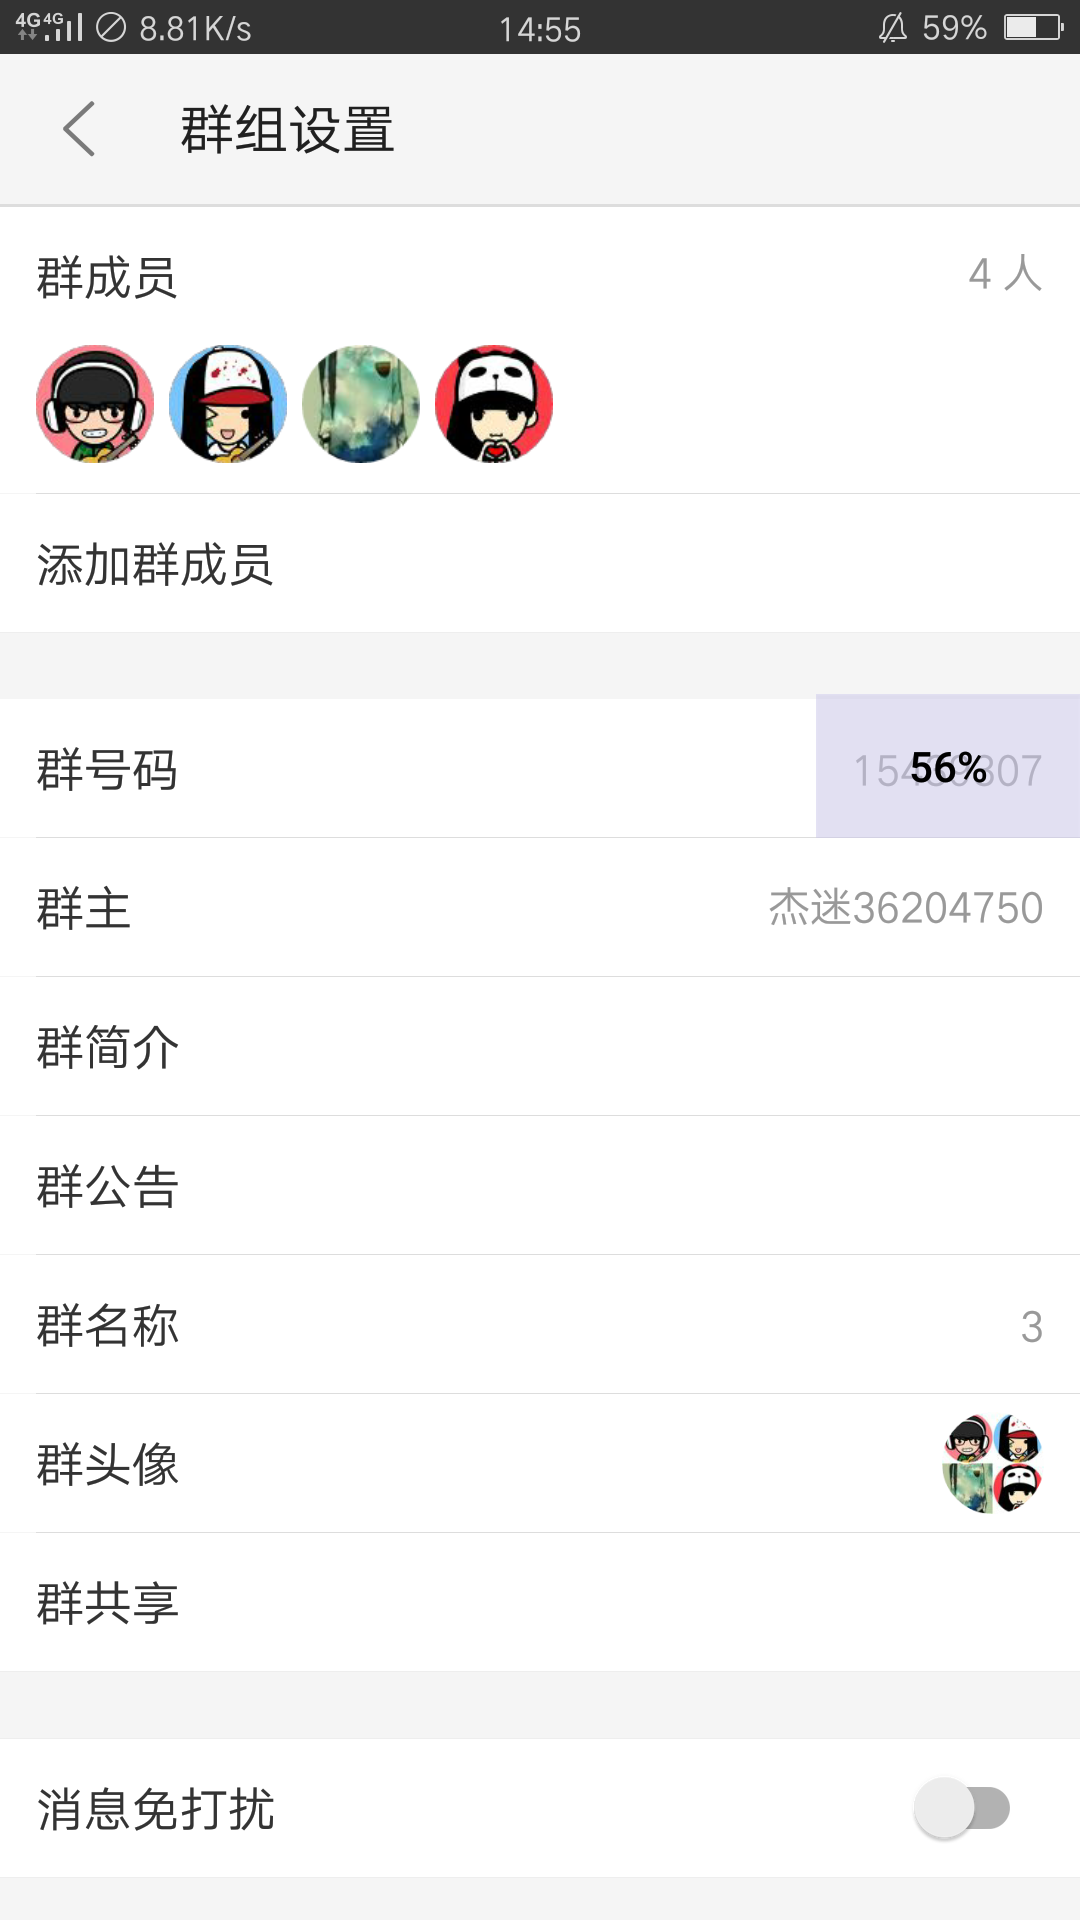 4G 4G 8.81K/s 14:55 59%
群组设置
群成员 4 人
添加群成员
群号码 56%
群主 杰迷36204750
群简介
群公告
群名称 3
群头像
群共享
消息免打扰